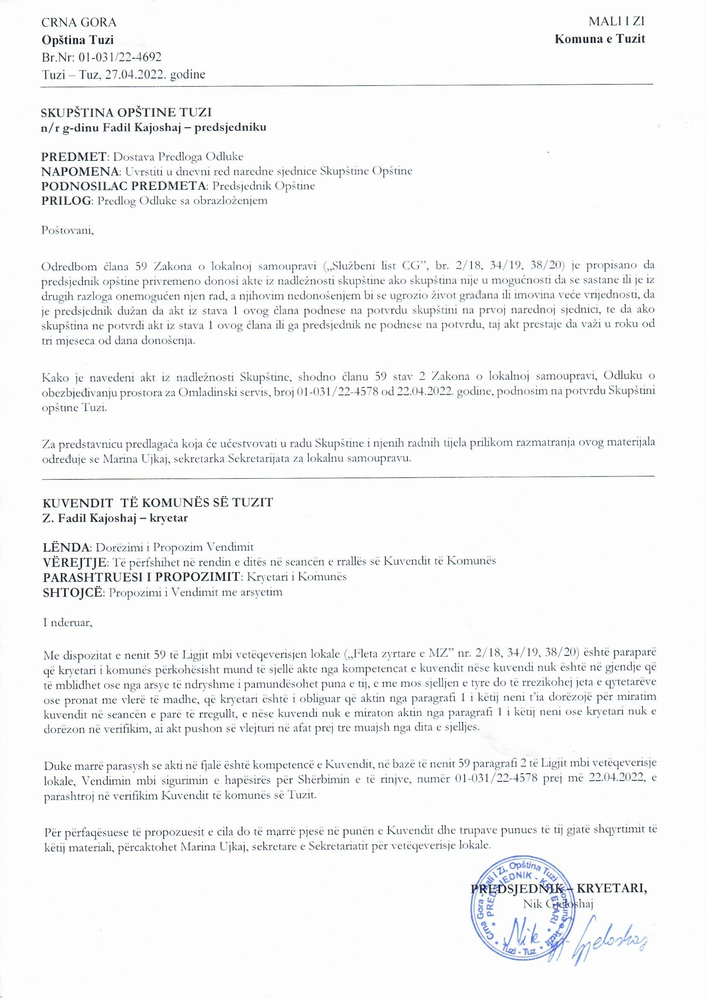 CRNA GORA
MALI I ZI
Opština Tuzi
Komuna e Tuzit
Br.Nr: 01-031/22-4692
Tuzi – Tuz, 27.04.2022. godine
SKUPŠTINA OPŠTINE TUZI
n/r g-dinu Fadil Kajoshaj – predsjedniku
PREDMET: Dostava Predloga Odluke
NAPOMENA: Uvrstiti u dnevni red naredne sjednice Skupštine Opštine
PODNOSILAC PREDMETA: Predsjednik Opštine
PRILOG: Predlog Odluke sa obrazloženjem
Poštovani,
Odredbom člana 59 Zakona o lokalnoj samoupravi („Službeni list CG”, br. 2/18, 34/19, 38/20) je propisano da
predsjednik opštine privremeno donosi akte iz nadležnosti skupštine ako skupština nije u mogućnosti da se sastane ili je iz
drugih razloga onemogućen njen rad, a njihovim nedonošenjem bi se ugrozio život građana ili imovina veće vrijednosti, da
je predsjednik dužan da akt iz stava 1 ovog člana podnese na potvrdu skupštini na prvoj narednoj sjednici, te da ako
skupština ne potvrdi akt iz stava 1 ovog člana ili ga predsjednik ne podnese na potvrdu, taj akt prestaje da važi u roku od
tri mjeseca od dana donošenja.
Kako je navedeni akt iz nadležnosti Skupštine, shodno članu 59 stav 2 Zakona o lokalnoj samoupravi, Odluku o
obezbjeđivanju prostora za Omladinski servis, broj 01-031/22-4578 od 22.04.2022. godine, podnosim na potvrdu Skupštini
opštine Tuzi.
Za predstavnicu predlagača koja će učestvovati u radu Skupštine i njenih radnih tijela prilikom razmatranja ovog materijala
određuje se Marina Ujkaj, sekretarka Sekretarijata za lokalnu samoupravu.
KUVENDIT TË KOMUNËS SË TUZIT
Z. Fadil Kajoshaj – kryetar
LËNDA: Dorëzimi i Propozim Vendimit
VËREJTJE: Të përfshihet në rendin e ditës në seancën e rrallës së Kuvendit të Komunës
PARASHTRUESI I PROPOZIMIT: Kryetari i Komunës
SHTOJCË: Propozimi i Vendimit me arsyetim
I nderuar,
Me dispozitat e nenit 59 të Ligjit mbi vetëqeverisjen lokale („Fleta zyrtare e MZ” nr. 2/18, 34/19, 38/20) është paraparë
që kryetari i komunës përkohësisht mund të sjellë akte nga kompetencat e kuvendit nëse kuvendi nuk është në gjendje që
të mblidhet ose nga arsye të ndryshme i pamundësohet puna e tij, e me mos sjelljen e tyre do të rrezikohej jeta e qytetarëve
ose pronat me vlerë të madhe, që kryetari është i obliguar që aktin nga paragrafi 1 i këtij neni t’ia dorëzojë për miratim
kuvendit në seancën e parë të rregullt, e nëse kuvendi nuk e miraton aktin nga paragrafi 1 i këtij neni ose kryetari nuk e
dorëzon në verifikim, ai akt pushon së vlejturi në afat prej tre muajsh nga dita e sjelljes.
Duke marrë parasysh se akti në fjalë është kompetencë e Kuvendit, në bazë të nenit 59 paragrafi 2 të Ligjit mbi vetëqeverisje
lokale, Vendimin mbi sigurimin e hapësirës për Shërbimin e të rinjve, numër 01-031/22-4578 prej më 22.04.2022, e
parashtroj në verifikim Kuvendit të komunës së Tuzit.
Për përfaqësuese të propozuesit e cila do të marrë pjesë në punën e Kuvendit dhe trupave punues të tij gjatë shqyrtimit të
këtij materiali, përcaktohet Marina Ujkaj, sekretare e Sekretariatit për vetëqeverisje lokale.
PREDSJEDNIK – KRYETARI,
Nik Gjeloshaj
Crna Gora - Mali i Zi, Opština Tuzi - Komuna e Tuzit
* PREDSJEDNIK - KRYETARI *
* Tuzi - Tuz *
Nik Gjeloshaj